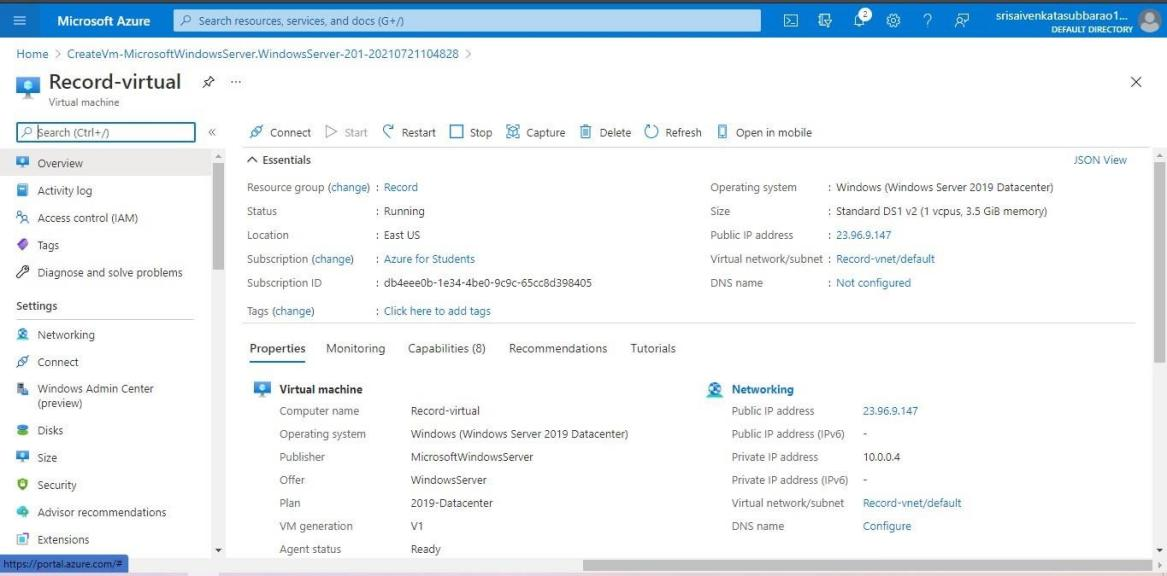 Microsoft Azure
Search resources, services, and docs (G+/)
2
srisaivenkatasubbarao1...
DEFAULT DIRECTORY
Home > CreateVm-MicrosoftWindowsServer.WindowsServer-201-20210721104828 >
Record-virtual ...
Virtual machine
Search (Ctrl+/) «
Connect Start Restart Stop Capture Delete Refresh Open in mobile
Overview
Activity log
Access control (IAM)
Tags
Diagnose and solve problems
Settings
Networking
Connect
Windows Admin Center
(preview)
Disks
Size
Security
Advisor recommendations
Extensions
Essentials JSON View
Resource group (change) : Record
Status : Running
Location : East US
Subscription (change) : Azure for Students
Subscription ID : db4eee0b-1e34-4be0-9c9c-65cc8d398405
Tags (change) : Click here to add tags
Operating system : Windows (Windows Server 2019 Datacenter)
Size : Standard DS1 v2 (1 vcpus, 3.5 GiB memory)
Public IP address : 23.96.9.147
Virtual network/subnet : Record-vnet/default
DNS name : Not configured
Properties Monitoring Capabilities (8) Recommendations Tutorials
Virtual machine
Computer name Record-virtual
Operating system Windows (Windows Server 2019 Datacenter)
Publisher MicrosoftWindowsServer
Offer WindowsServer
Plan 2019-Datacenter
VM generation V1
Agent status Ready
Networking
Public IP address 23.96.9.147
Public IP address (IPv6) -
Private IP address 10.0.0.4
Private IP address (IPv6) -
Virtual network/subnet Record-vnet/default
DNS name Configure
https://portal.azure.com/#